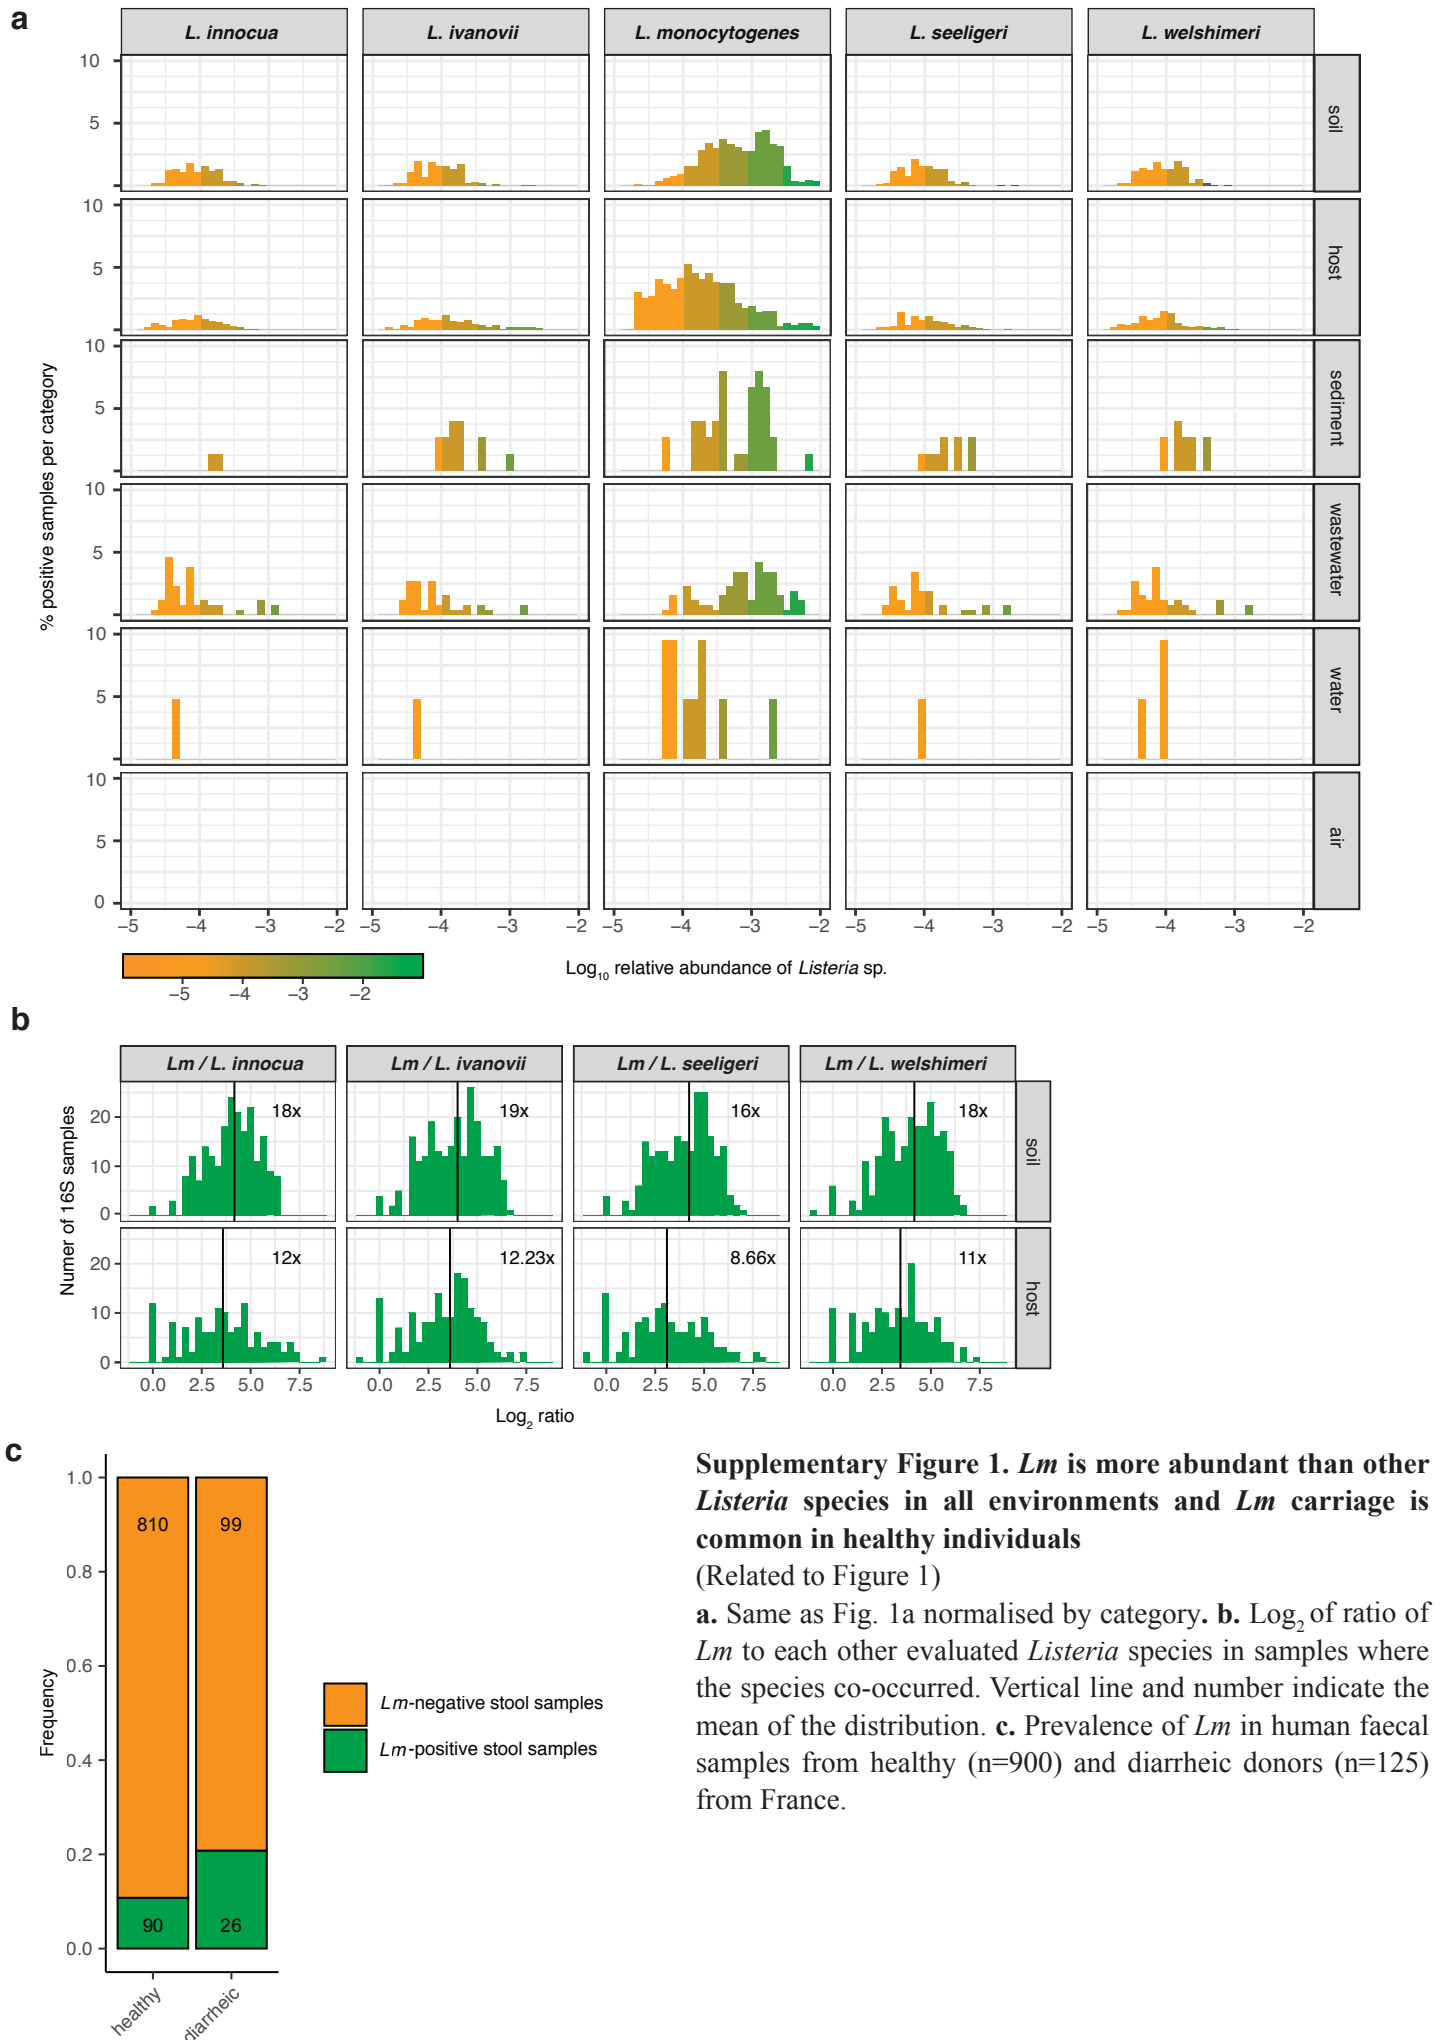 a
L. innocua
L. ivanovii
L. monocytogenes
L. seeligeri
L. welshimeri
10
5
0
soil
10
5
0
host
10
5
0
sediment
10
5
0
wastewater
10
5
0
water
10
5
0
air
% positive samples per category
−5 −4 −3 −2
−5 −4 −3 −2
−5 −4 −3 −2
−5 −4 −3 −2
−5 −4 −3 −2
Log10 relative abundance of Listeria sp.
−5 −4 −3 −2
b
Lm / L. innocua
Lm / L. ivanovii
Lm / L. seeligeri
Lm / L. welshimeri
20
10
0
18x
19x
16x
18x
soil
20
10
0
12x
12.23x
8.66x
11x
host
Numer of 16S samples
0.0 2.5 5.0 7.5
0.0 2.5 5.0 7.5
0.0 2.5 5.0 7.5
0.0 2.5 5.0 7.5
Log2 ratio
c
1.0
0.8
0.6
0.4
0.2
0.0
Frequency
810
99
90
26
healthy
diarrheic
Lm-negative stool samples
Lm-positive stool samples
Supplementary Figure 1. Lm is more abundant than other
Listeria species in all environments and Lm carriage is
common in healthy individuals
(Related to Figure 1)
a. Same as Fig. 1a normalised by category. b. Log2 of ratio of
Lm to each other evaluated Listeria species in samples where
the species co-occurred. Vertical line and number indicate the
mean of the distribution. c. Prevalence of Lm in human faecal
samples from healthy (n=900) and diarrheic donors (n=125)
from France.